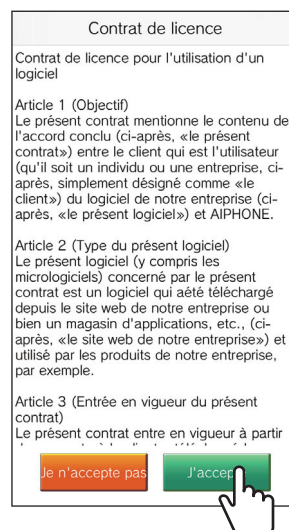 Contrat de licence
Contrat de licence pour l'utilisation d'un
logiciel
Article 1 (Objectif)
Le présent contrat mentionne le contenu de
l'accord conclu (ci-après, «le présent
contrat») entre le client qui est l'utilisateur
(qu'il soit un individu ou une entreprise, ci-
après, simplement désigné comme «le
client») du logiciel de notre entreprise (ci-
après, «le présent logiciel») et AIPHONE.
Article 2 (Type du présent logiciel)
Le présent logiciel (y compris les
micrologiciels) concerné par le présent
contrat est un logiciel qui aété téléchargé
depuis le site web de notre entreprise ou
bien un magasin d'applications, etc., (ci-
après, «le site web de notre entreprise») et
utilisé par les produits de notre entreprise,
par exemple.
Article 3 (Entrée en vigueur du présent
contrat)
Le présent contrat entre en vigueur à partir
Je n'accepte pas
J'accep